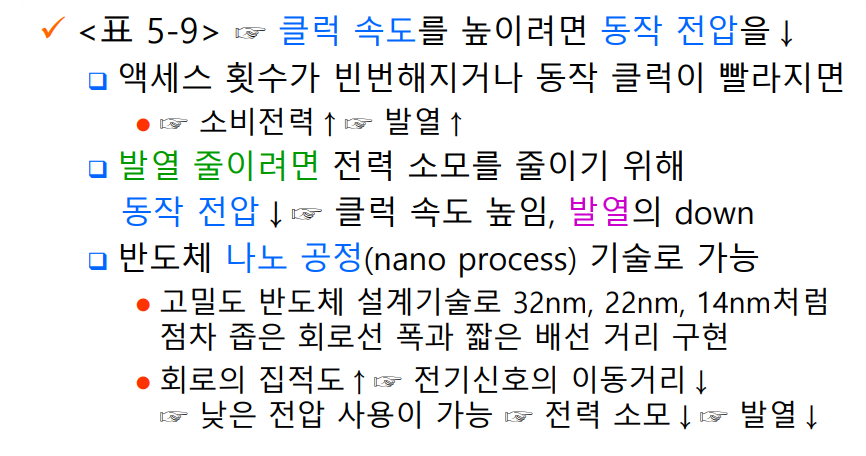 ✓ <표 5-9> ☞ 클럭 속도를 높이려면 동작 전압을↓
❏ 액세스 횟수가 빈번해지거나 동작 클럭이 빨라지면
● ☞ 소비전력↑☞ 발열↑
❏ 발열 줄이려면 전력 소모를 줄이기 위해
동작 전압↓☞ 클럭 속도 높임, 발열의 down
❏ 반도체 나노 공정(nano process) 기술로 가능
● 고밀도 반도체 설계기술로 32nm, 22nm, 14nm처럼
점차 좁은 회로선 폭과 짧은 배선 거리 구현
● 회로의 집적도↑☞ 전기신호의 이동거리↓
☞ 낮은 전압 사용이 가능 ☞ 전력 소모↓☞ 발열↓